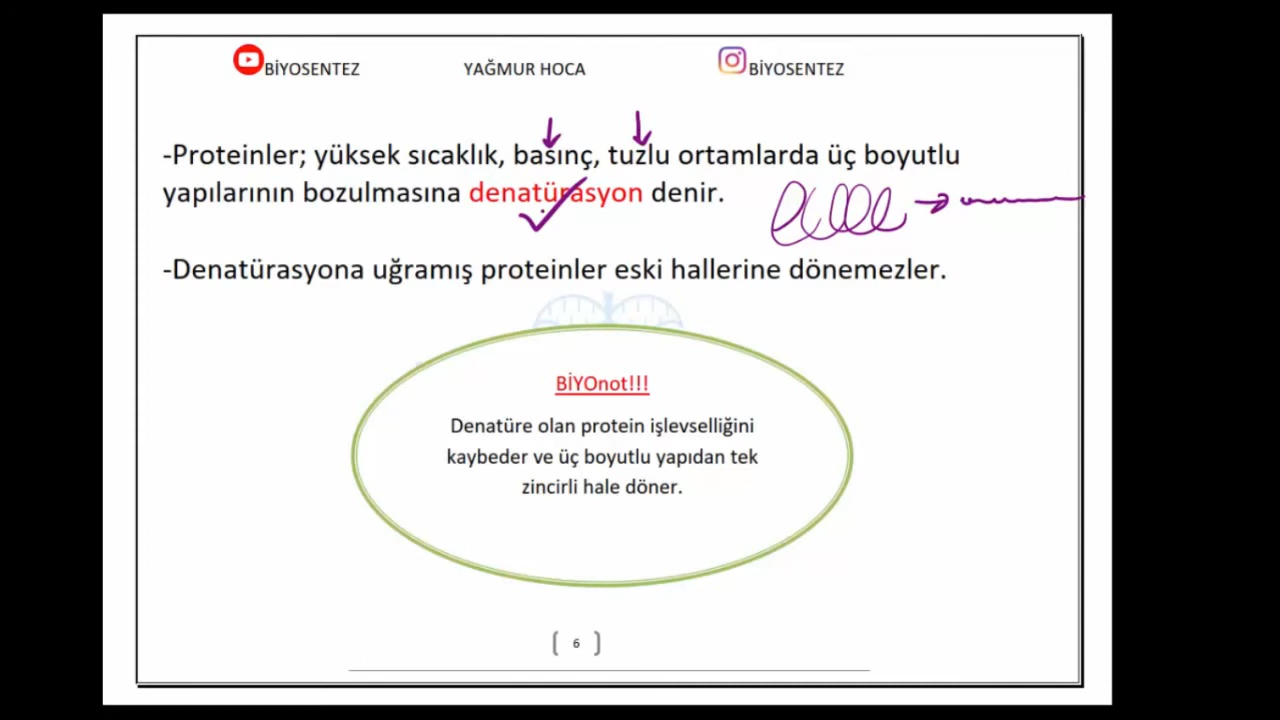 BİYOSENTEZ YAĞMUR HOCA BİYOSENTEZ
-Proteinler; yüksek sıcaklık, basınç, tuzlu ortamlarda üç boyutlu
yapılarının bozulmasına denatürasyon denir.
-Denatürasyona uğramış proteinler eski hallerine dönemezler.
BİYOnot!!!
Denatüre olan protein işlevselliğini
kaybeder ve üç boyutlu yapıdan tek
zincirli hale döner.
6